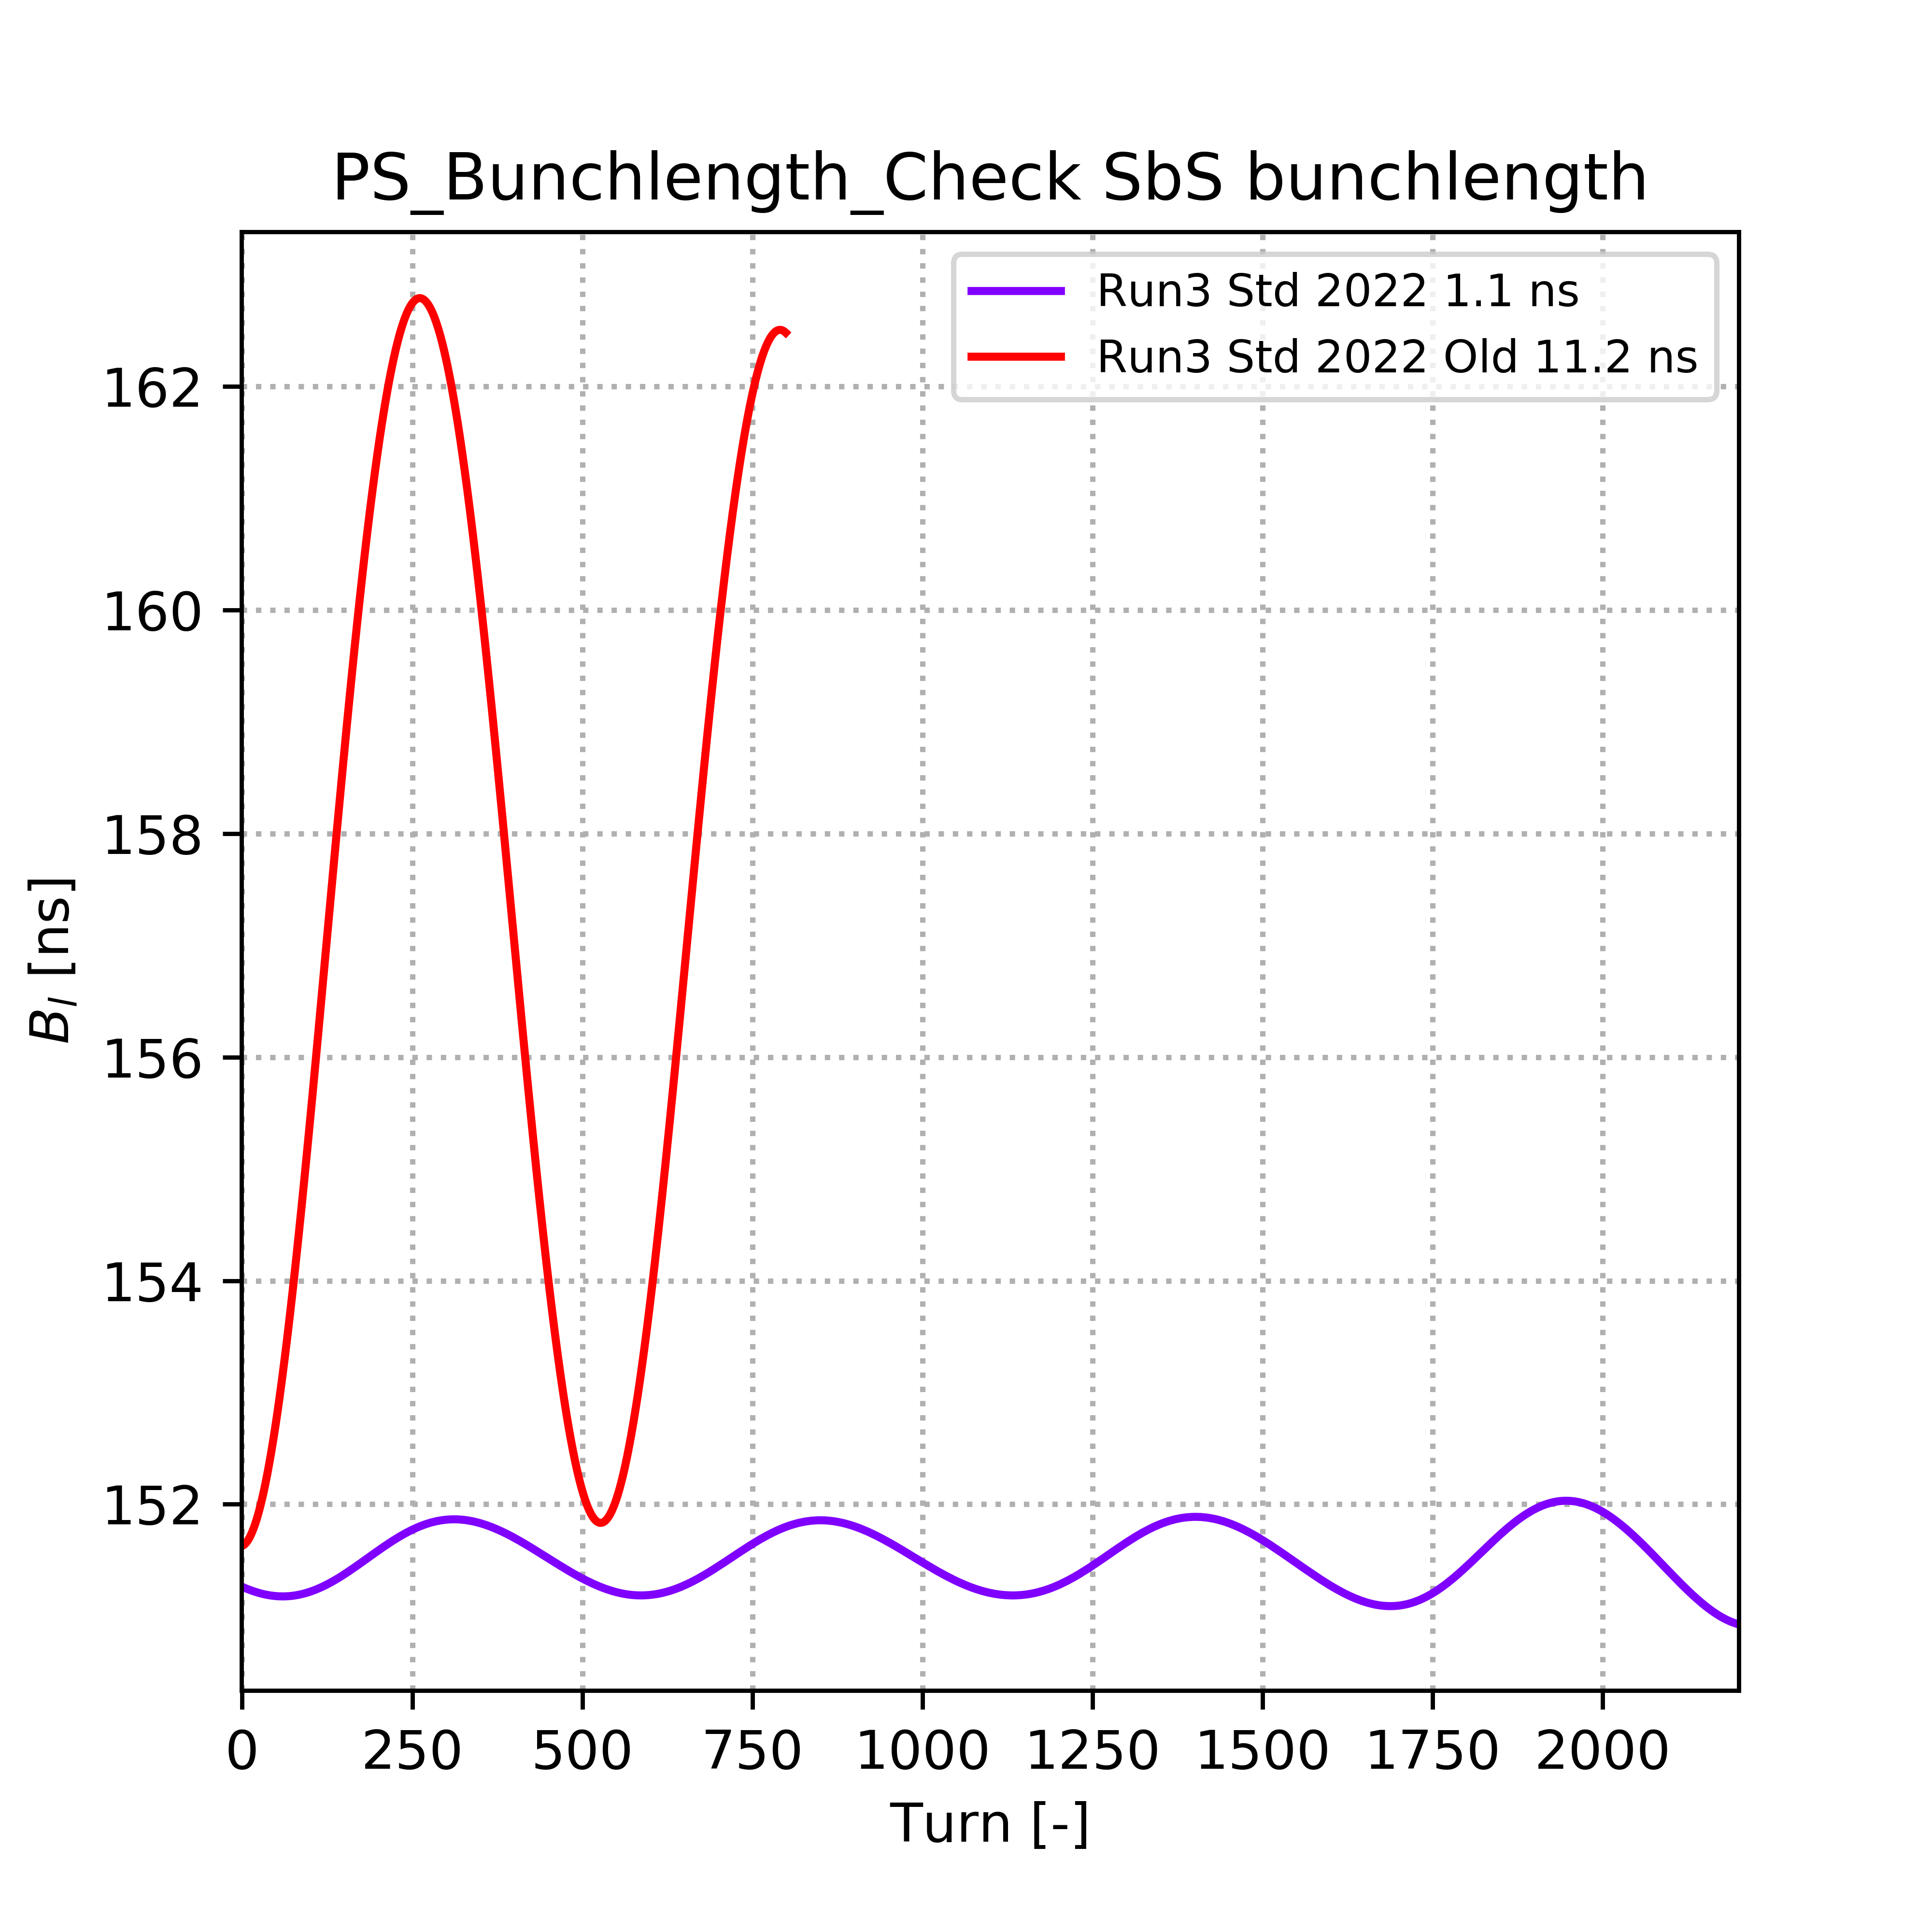 PS_Bunchlength_Check SbS bunchlength
Run3 Std 2022 1.1 ns
Run3 Std 2022 Old 11.2 ns
162
160
158
156
154
152
B_l [ns]
0 250 500 750 1000 1250 1500 1750 2000
Turn [-]